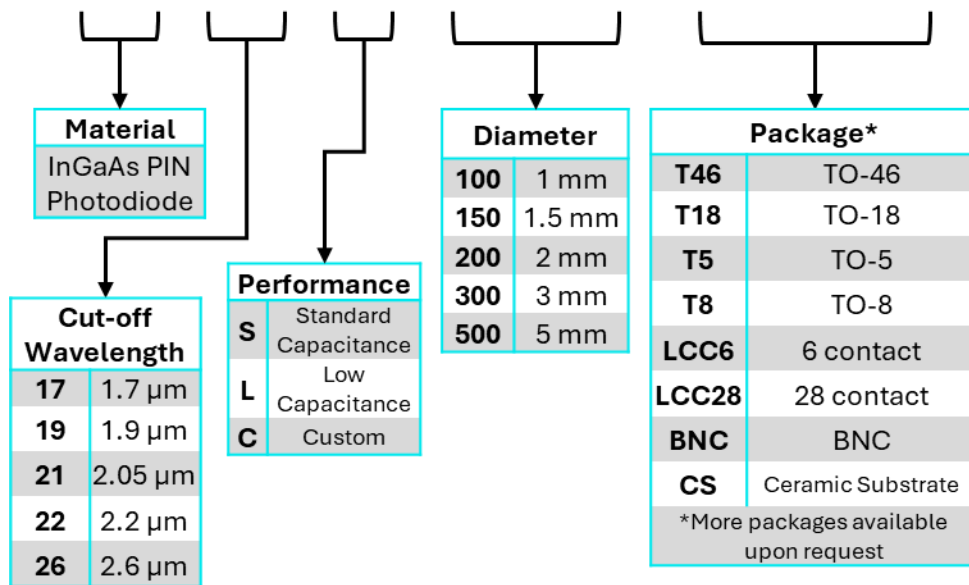 Material
InGaAs PIN
Photodiode
Cut-off
Wavelength
17 1.7 µm
19 1.9 µm
21 2.05 µm
22 2.2 µm
26 2.6 µm
Performance
S Standard
Capacitance
L Low
Capacitance
C Custom
Diameter
100 1 mm
150 1.5 mm
200 2 mm
300 3 mm
500 5 mm
Package*
T46 TO-46
T18 TO-18
T5 TO-5
T8 TO-8
LCC6 6 contact
LCC28 28 contact
BNC BNC
CS Ceramic Substrate
*More packages available
upon request